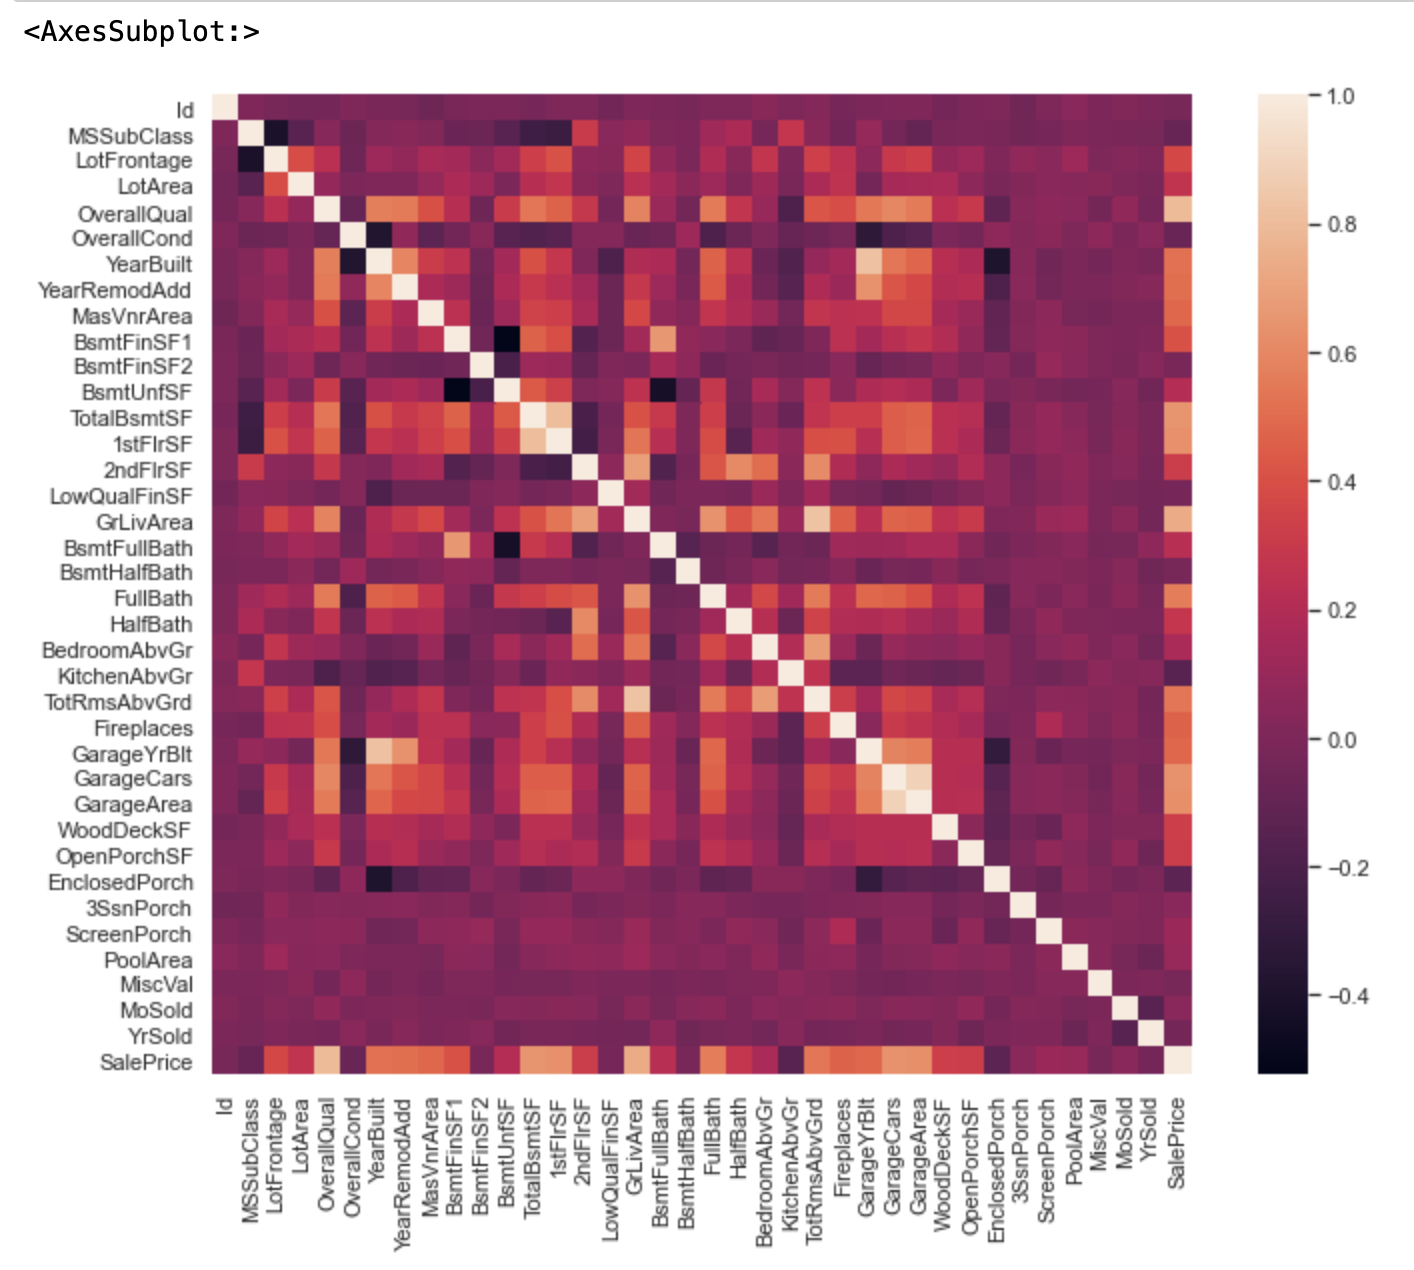 <AxesSubplot:>
Id
MSSubClass
LotFrontage
LotArea
OverallQual
OverallCond
YearBuilt
YearRemodAdd
MasVnrArea
BsmtFinSF1
BsmtFinSF2
BsmtUnfSF
TotalBsmtSF
1stFlrSF
2ndFlrSF
LowQualFinSF
GrLivArea
BsmtFullBath
BsmtHalfBath
FullBath
HalfBath
BedroomAbvGr
KitchenAbvGr
TotRmsAbvGrd
Fireplaces
GarageYrBlt
GarageCars
GarageArea
WoodDeckSF
OpenPorchSF
EnclosedPorch
3SsnPorch
ScreenPorch
PoolArea
MiscVal
MoSold
YrSold
SalePrice
Id
MSSubClass
LotFrontage
LotArea
OverallQual
OverallCond
YearBuilt
YearRemodAdd
MasVnrArea
BsmtFinSF1
BsmtFinSF2
BsmtUnfSF
TotalBsmtSF
1stFlrSF
2ndFlrSF
LowQualFinSF
GrLivArea
BsmtFullBath
BsmtHalfBath
FullBath
HalfBath
BedroomAbvGr
KitchenAbvGr
TotRmsAbvGrd
Fireplaces
GarageYrBlt
GarageCars
GarageArea
WoodDeckSF
OpenPorchSF
EnclosedPorch
3SsnPorch
ScreenPorch
PoolArea
MiscVal
MoSold
YrSold
SalePrice
1.0
0.8
0.6
0.4
0.2
0.0
−0.2
−0.4